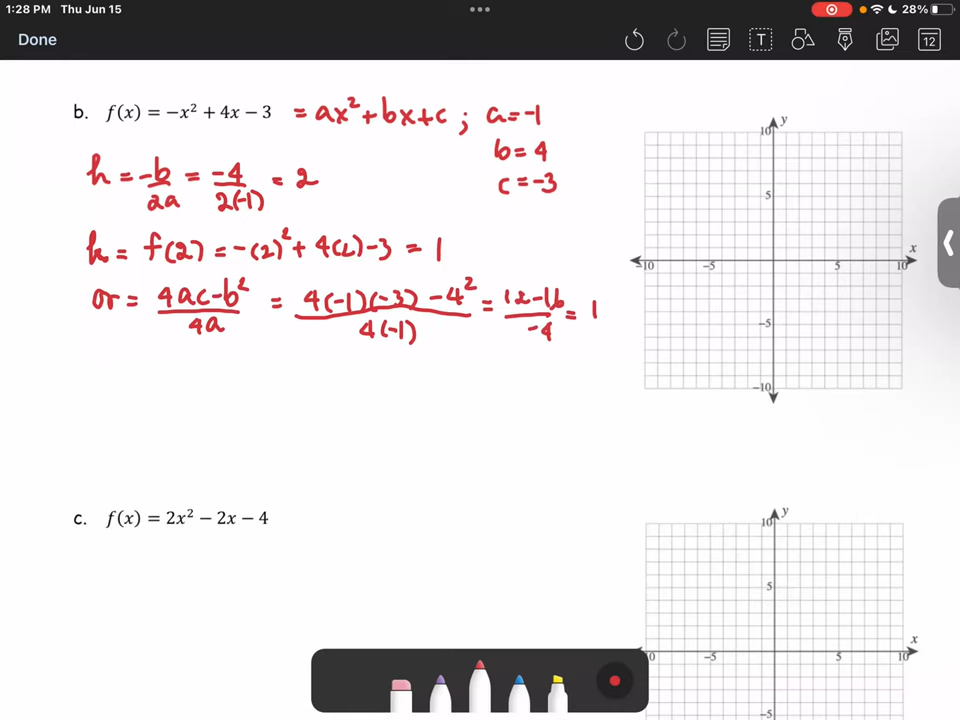 1:28 PM Thu Jun 15
28%
Done
T
12
b. f(x) = −x² + 4x − 3 = ax² + bx + c ; a = -1
b = 4
c = -3
h = -b/2a = -4/2(-1) = 2
k = f(2) = -(2)² + 4(2) - 3 = 1
or = 4ac-b²/4a = 4(-1)(-3) - 4²/4(-1) = 12-16/-4 = 1
y
10
5
x
−10 −5 5 10
−5
−10
c. f(x) = 2x² − 2x − 4
y
10
5
x
0 −5 5 10
−5